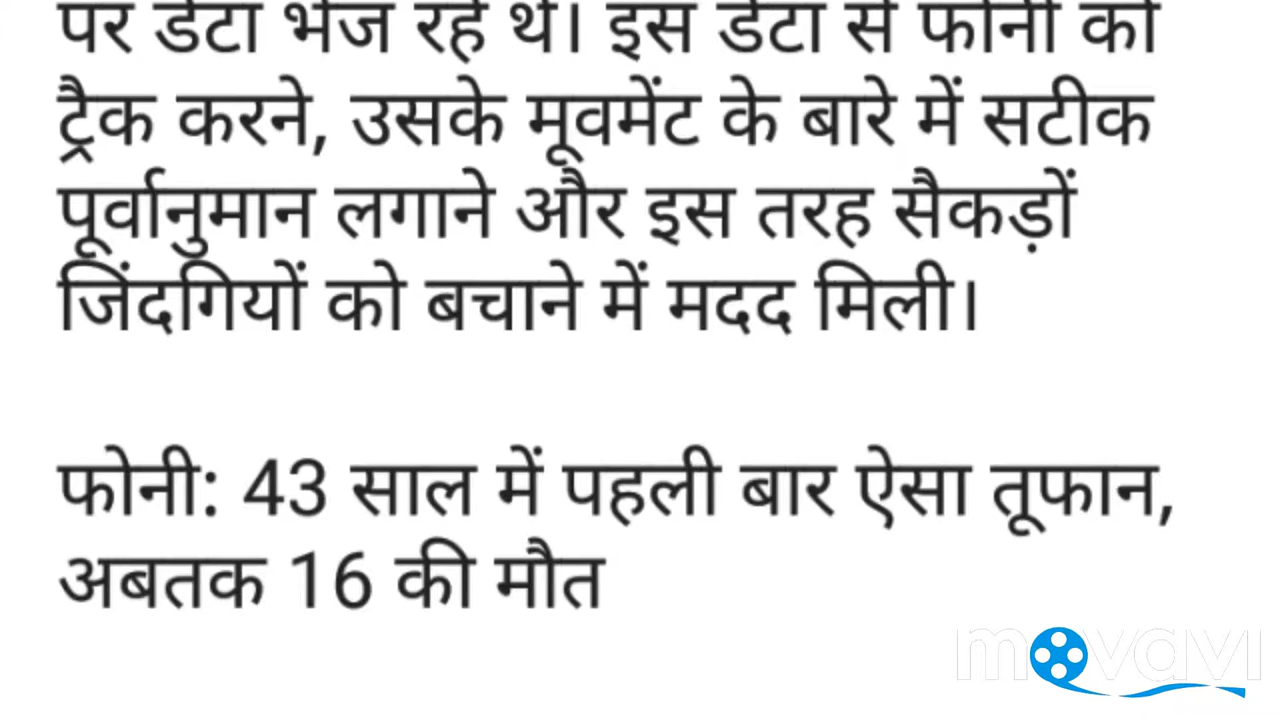 पर डेटा भेज रहे थे। इस डेटा से फोनी को
ट्रैक करने, उसके मूवमेंट के बारे में सटीक
पूर्वानुमान लगाने और इस तरह सैकड़ों
जिंदगियों को बचाने में मदद मिली।
फोनी: 43 साल में पहली बार ऐसा तूफान,
अबतक 16 की मौत
movavi